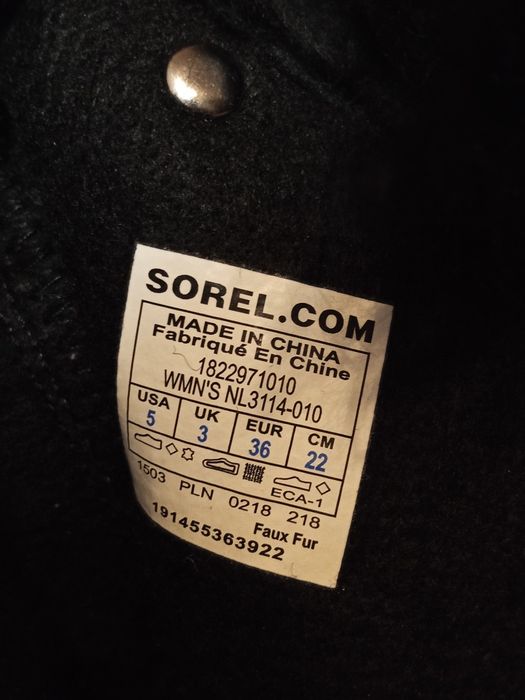 SOREL.COM
MADE IN CHINA
Fabriqué En Chine
1822971010
WMN'S NL3114-010
USA UK EUR CM
5 3 36 22
ECA-1
1503 PLN 0218 218
Faux Fur
191455363922